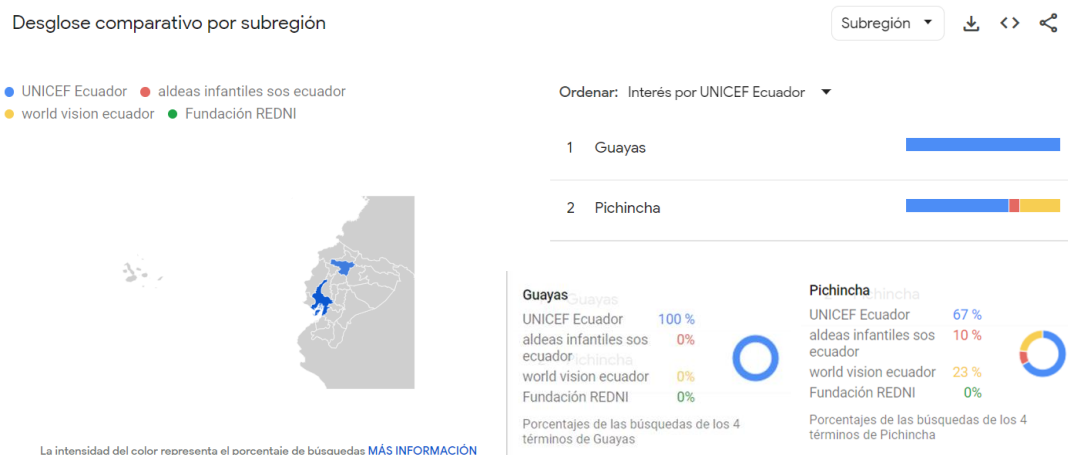 Desglose comparativo por subregión
Subregión
UNICEF Ecuador aldeas infantiles sos ecuador
world vision ecuador Fundación REDNI
Ordenar: Interés por UNICEF Ecuador
1 Guayas
2 Pichincha
Guayas
Guayas
UNICEF Ecuador 100 %
aldeas infantiles sos 0%
ecuador
Pichincha
world vision ecuador 0%
Fundación REDNI 0%
Porcentajes de las búsquedas de los 4
términos de Guayas
Pichincha
Pichincha
UNICEF Ecuador 67 %
aldeas infantiles sos 10 %
ecuador
world vision ecuador 23 %
Fundación REDNI 0%
Porcentajes de las búsquedas de los 4
términos de Pichincha
La intensidad del color representa el porcentaje de búsquedas MÁS INFORMACIÓN